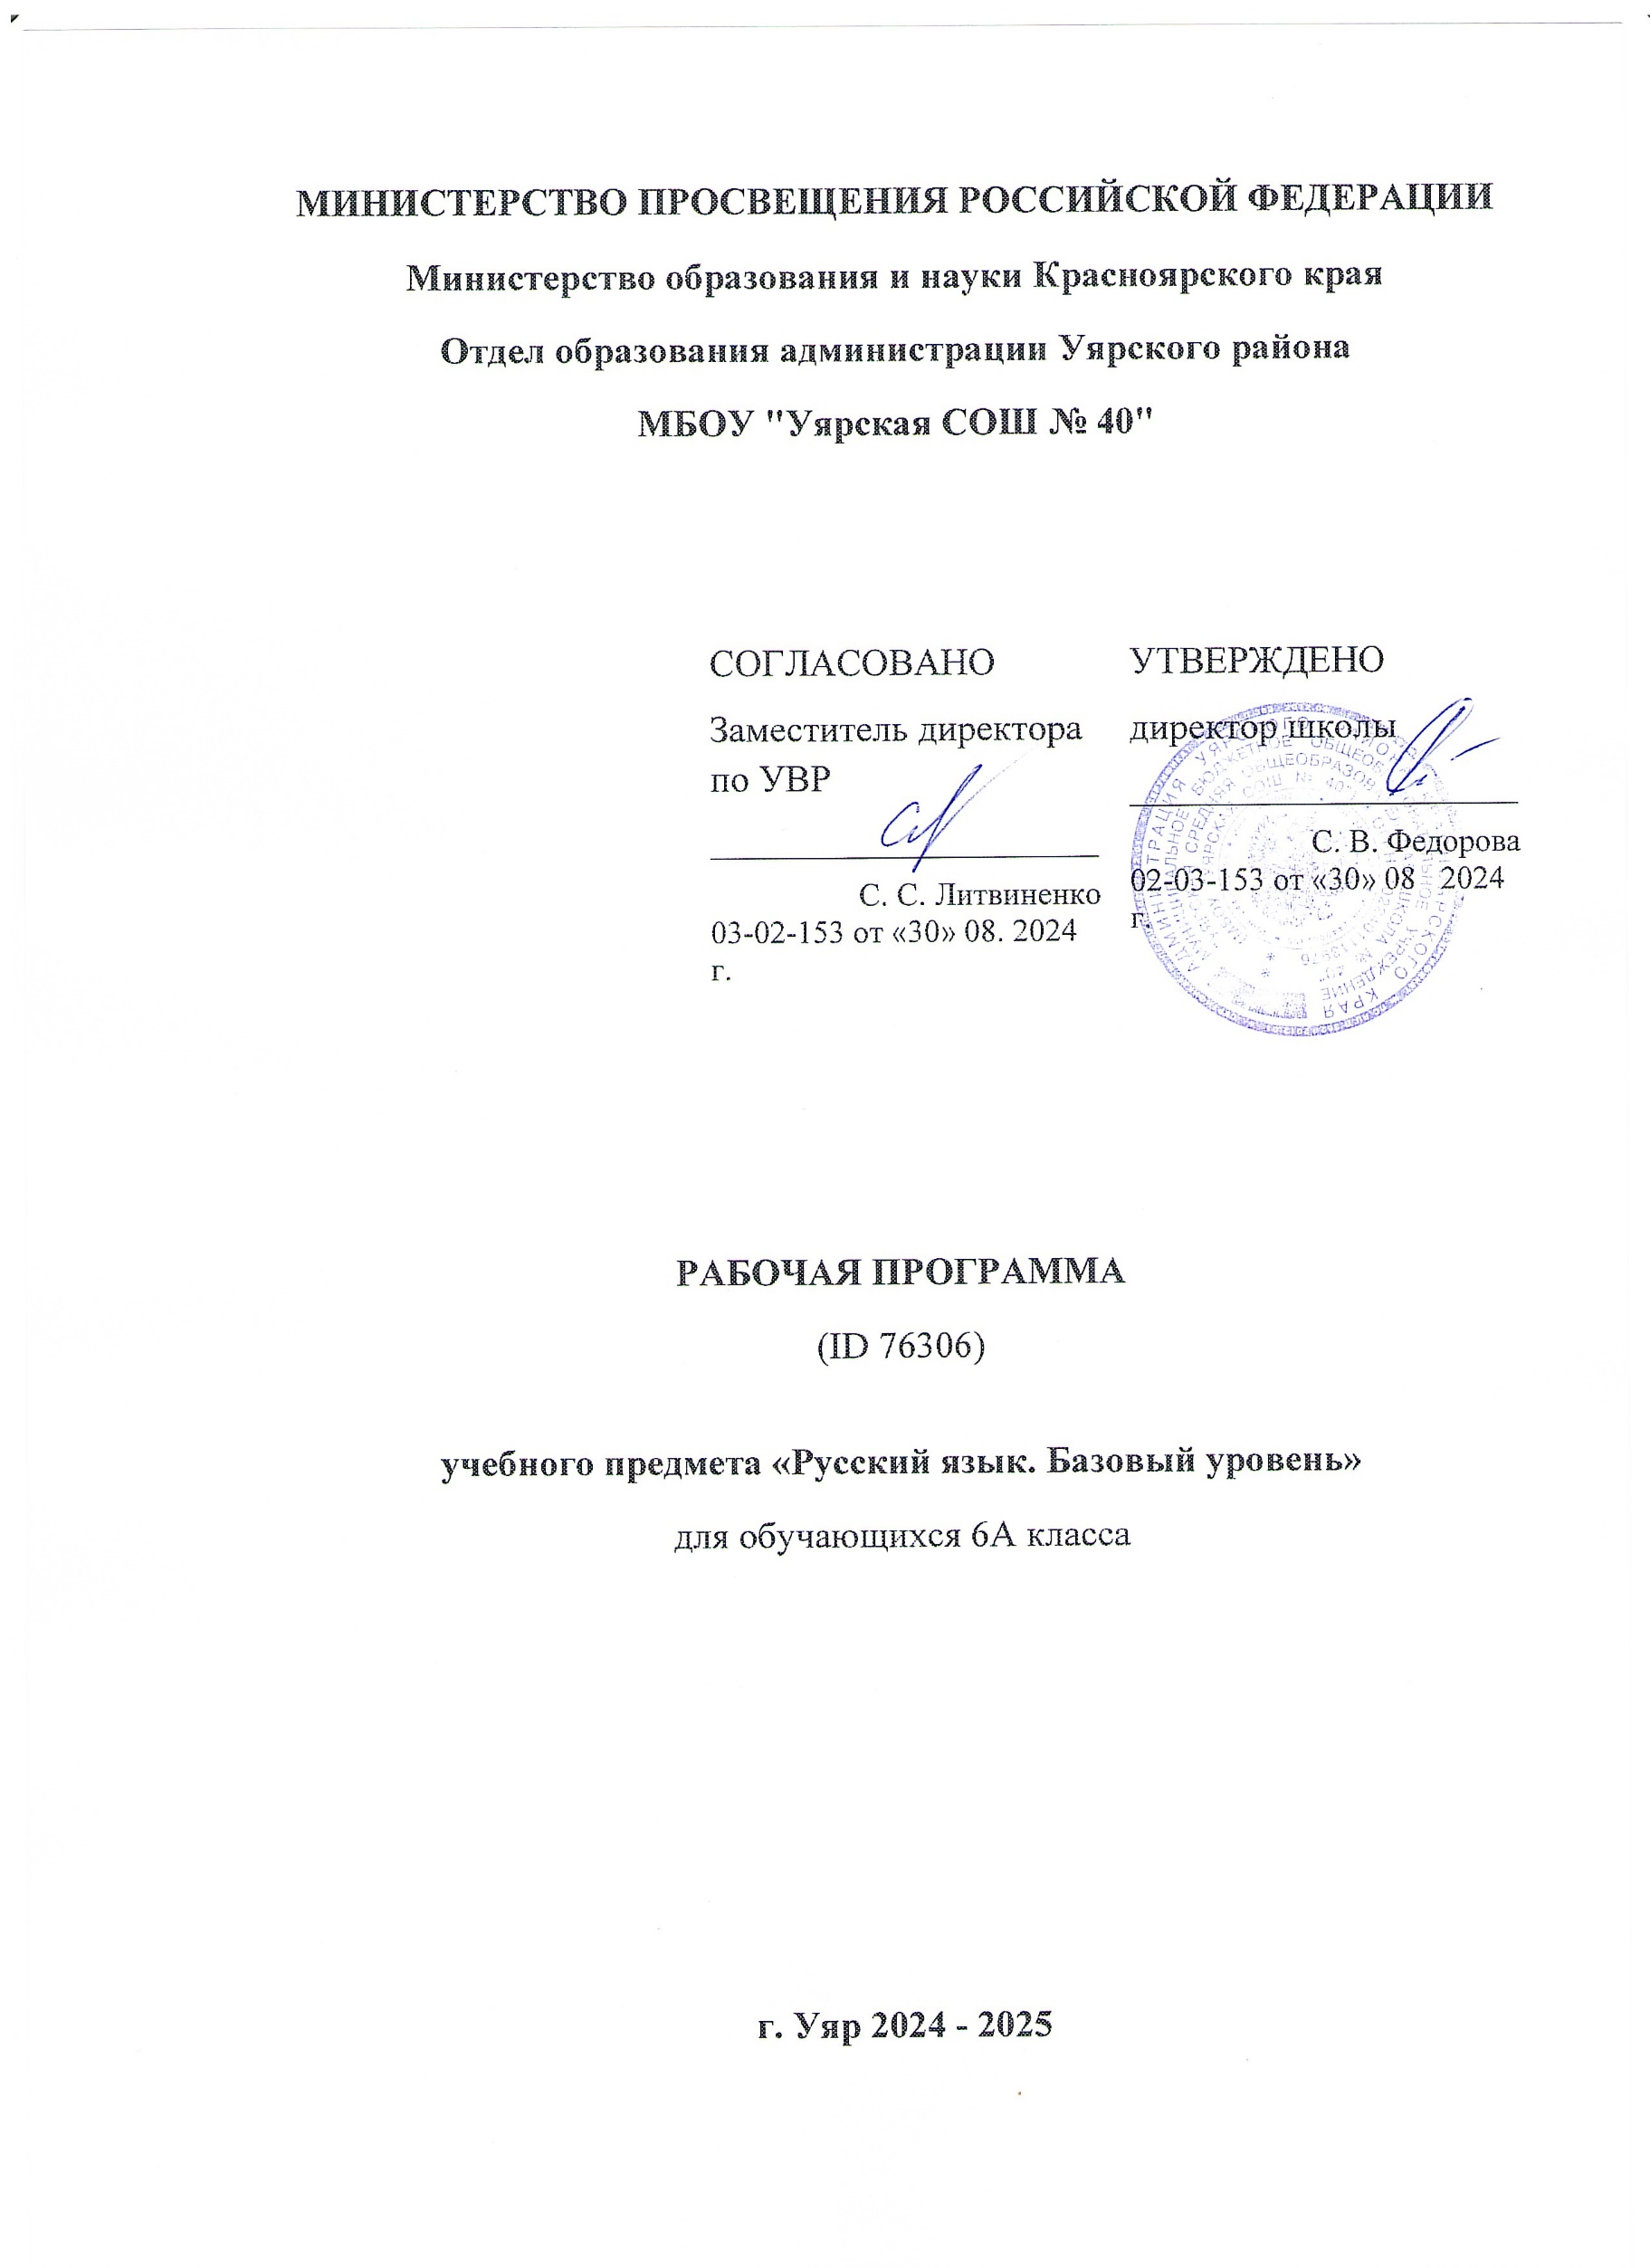 МИНИСТЕРСТВО ПРОСВЕЩЕНИЯ РОССИЙСКОЙ ФЕДЕРАЦИИ
Министерство образования и науки Красноярского края
Отдел образования администрации Уярского района
МБОУ "Уярская СОШ № 40"
СОГЛАСОВАНО
Заместитель директора
по УВР
С. С. Литвиненко
03-02-153 от «30» 08. 2024
г.
УТВЕРЖДЕНО
директор школы
С. В. Федорова
02-03-153 от «30» 08 2024
г.
РАБОЧАЯ ПРОГРАММА
(ID 76306)
учебного предмета «Русский язык. Базовый уровень»
для обучающихся 6А класса
г. Уяр 2024 - 2025